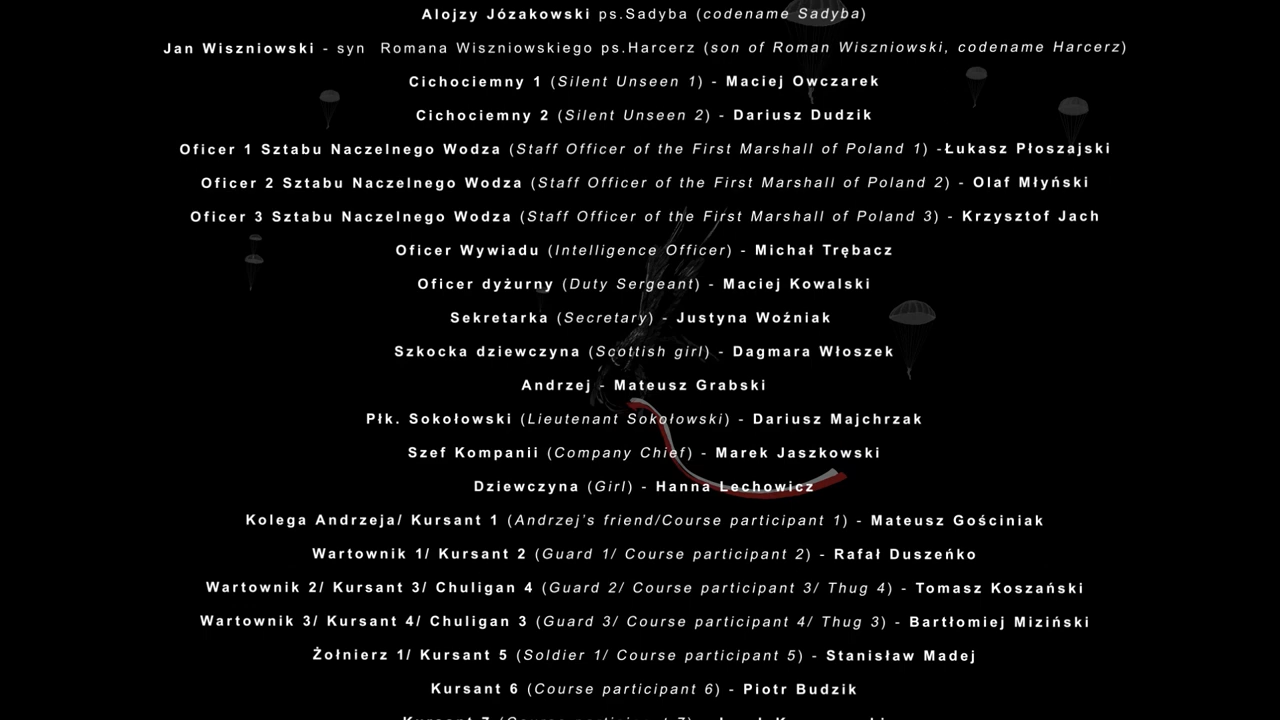 Alojzy Józakowski ps.Sadyba (codename Sadyba)
Jan Wiszniowski - syn Romana Wiszniowskiego ps.Harcerz (son of Roman Wiszniowski, codename Harcerz)
Cichociemny 1 (Silent Unseen 1) - Maciej Owczarek
Cichociemny 2 (Silent Unseen 2) - Dariusz Dudzik
Oficer 1 Sztabu Naczelnego Wodza (Staff Officer of the First Marshall of Poland 1) -Łukasz Płoszajski
Oficer 2 Sztabu Naczelnego Wodza (Staff Officer of the First Marshall of Poland 2) - Olaf Młyński
Oficer 3 Sztabu Naczelnego Wodza (Staff Officer of the First Marshall of Poland 3) - Krzysztof Jach
Oficer Wywiadu (Intelligence Officer) - Michał Trębacz
Oficer dyżurny (Duty Sergeant) - Maciej Kowalski
Sekretarka (Secretary) - Justyna Woźniak
Szkocka dziewczyna (Scottish girl) - Dagmara Włoszek
Andrzej - Mateusz Grabski
Płk. Sokołowski (Lieutenant Sokołowski) - Dariusz Majchrzak
Szef Kompanii (Company Chief) - Marek Jaszkowski
Dziewczyna (Girl) - Hanna Lechowicz
Kolega Andrzeja/ Kursant 1 (Andrzej's friend/Course participant 1) - Mateusz Gościniak
Wartownik 1/ Kursant 2 (Guard 1/ Course participant 2) - Rafał Duszeńko
Wartownik 2/ Kursant 3/ Chuligan 4 (Guard 2/ Course participant 3/ Thug 4) - Tomasz Koszański
Wartownik 3/ Kursant 4/ Chuligan 3 (Guard 3/ Course participant 4/ Thug 3) - Bartłomiej Miziński
Żołnierz 1/ Kursant 5 (Soldier 1/ Course participant 5) - Stanisław Madej
Kursant 6 (Course participant 6) - Piotr Budzik
Kursant 7 (Course participant 7) -